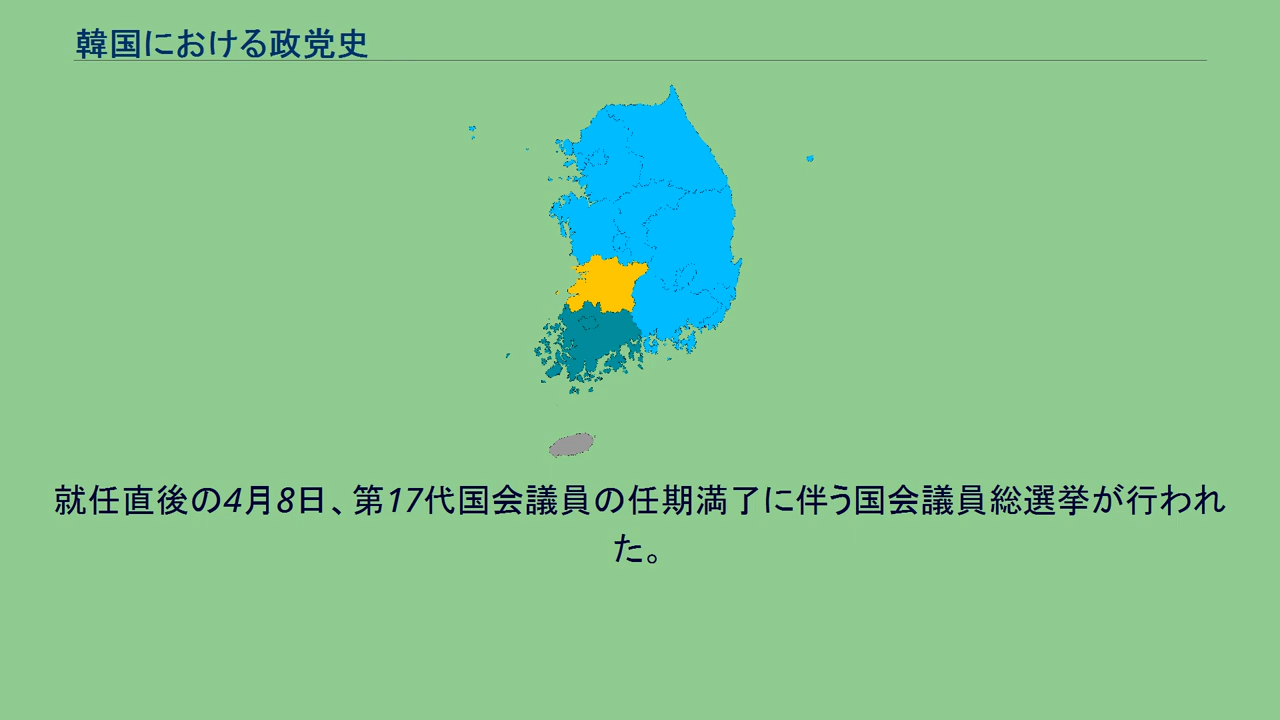 韓国における政党史
就任直後の4月8日、第17代国会議員の任期満了に伴う国会議員総選挙が行われ
た。